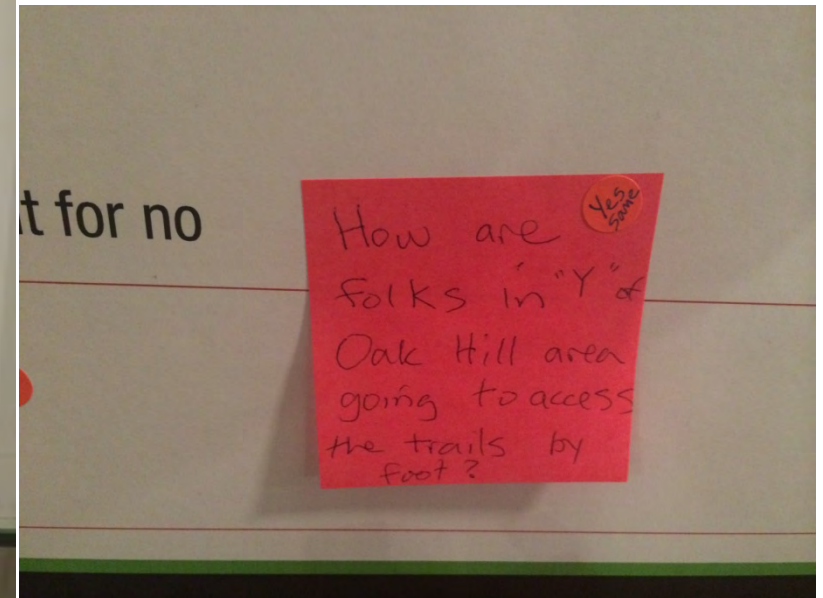 it for no
Yes
same
How are
folks in "Y" of
Oak Hill area
going to access
the trails by
foot?